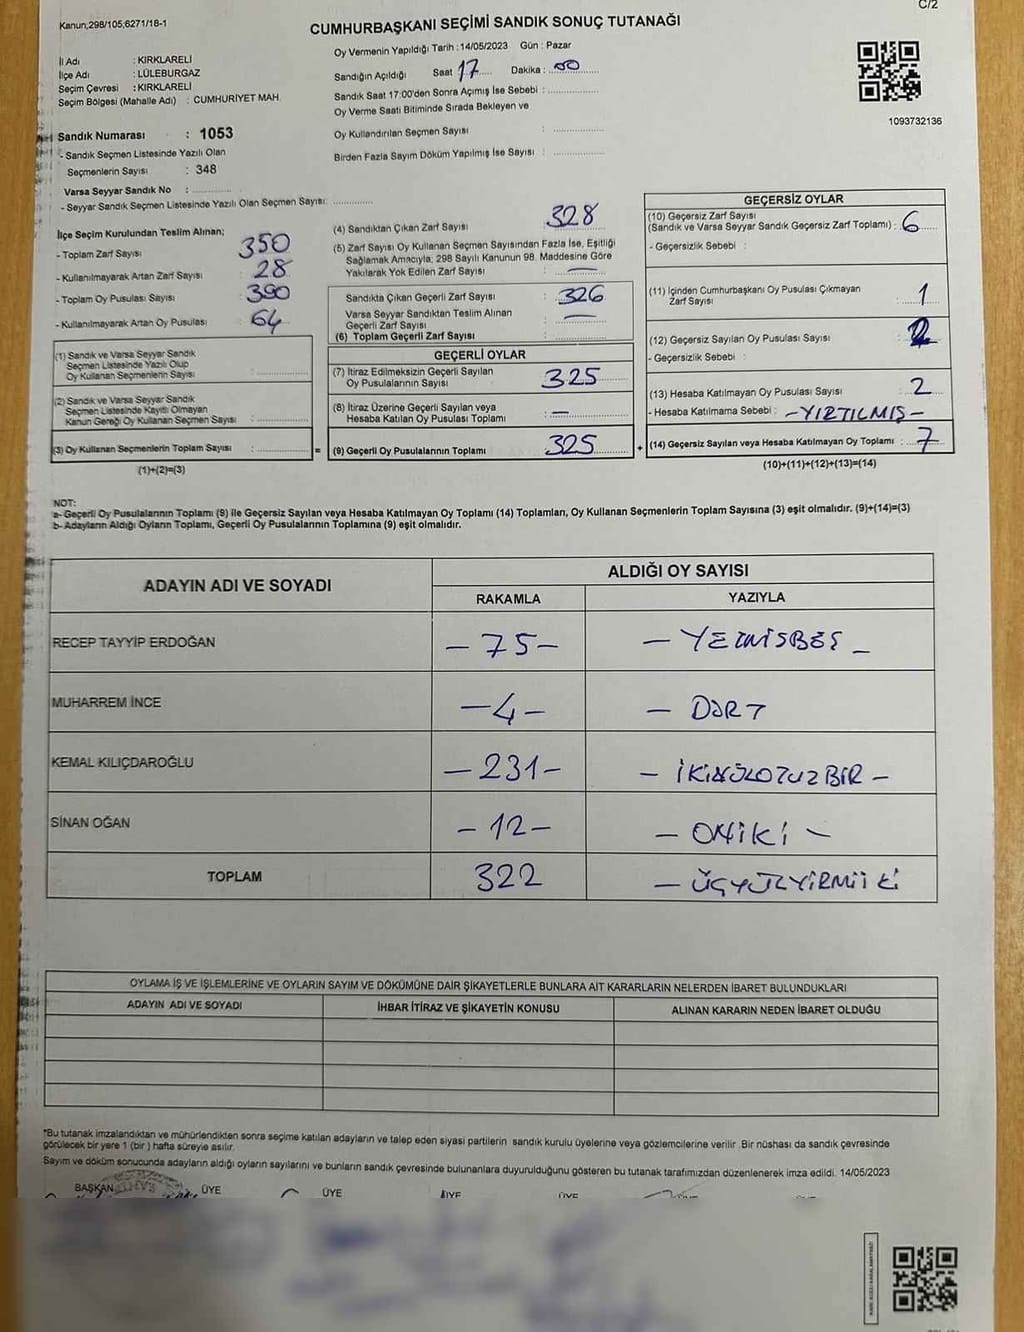 Kanun,298/105,6271/18-1
C/2
CUMHURBAŞKANI SEÇİMİ SANDIK SONUÇ TUTANAĞI
İl Adı : KIRKLARELİ
İlçe Adı : LÜLEBURGAZ
Seçim Çevresi : KIRKLARELİ
Seçim Bölgesi (Mahalle Adı) : CUMHURİYET MAH.
Sandık Numarası : 1053
- Sandık Seçmen Listesinde Yazılı Olan
Seçmenlerin Sayısı : 348
Varsa Seyyar Sandık No :
- Seyyar Sandık Seçmen Listesinde Yazılı Olan Seçmen Sayısı:
Oy Vermenin Yapıldığı Tarih : 14/05/2023 Gün : Pazar
Sandığın Açıldığı Saat 17 Dakika : 00
Sandık Saat 17:00'den Sonra Açımış İse Sebebi :
Oy Verme Saati Bitiminde Sırada Bekleyen ve
Oy Kullandırılan Seçmen Sayısı :
Birden Fazla Sayım Döküm Yapılmış İse Sayısı :
1093732136
İlçe Seçim Kurulundan Teslim Alınan;
- Toplam Zarf Sayısı : 350
- Kullanılmayarak Artan Zarf Sayısı : 28
- Toplam Oy Pusulası Sayısı : 390
- Kullanılmayarak Artan Oy Pusulası : 64
(1) Sandık ve Varsa Seyyar Sandık
Seçmen Listesinde Yazılı Olup
Oy Kullanan Seçmenlerin Sayısı :
(2) Sandık ve Varsa Seyyar Sandık
Seçmen Listesinde Kayıtlı Olmayan
Kanun Gereği Oy Kullanan Seçmen Sayısı :
(3) Oy Kullanan Seçmenlerin Toplam Sayısı :
(1)+(2)=(3)
=
(4) Sandıktan Çıkan Zarf Sayısı : 328
(5) Zarf Sayısı Oy Kullanan Seçmen Sayısından Fazla İse, Eşitliği
Sağlamak Amacıyla, 298 Sayılı Kanunun 98. Maddesine Göre
Yakılarak Yok Edilen Zarf Sayısı : —
Sandıkta Çıkan Geçerli Zarf Sayısı : 326
Varsa Seyyar Sandıktan Teslim Alınan
Geçerli Zarf Sayısı : —
(6) Toplam Geçerli Zarf Sayısı :
GEÇERLİ OYLAR
(7) İtiraz Edilmeksizin Geçerli Sayılan
Oy Pusulalarının Sayısı : 325
(8) İtiraz Üzerine Geçerli Sayılan veya
Hesaba Katılan Oy Pusulası Toplamı : —
(9) Geçerli Oy Pusulalarının Toplamı : 325
+
GEÇERSİZ OYLAR
(10) Geçersiz Zarf Sayısı
(Sandık ve Varsa Seyyar Sandık Geçersiz Zarf Toplamı) : 6
- Geçersizlik Sebebi :
(11) İçinden Cumhurbaşkanı Oy Pusulası Çıkmayan
Zarf Sayısı : 1
(12) Geçersiz Sayılan Oy Pusulası Sayısı :
- Geçersizlik Sebebi :
(13) Hesaba Katılmayan Oy Pusulası Sayısı : 2
- Hesaba Katılmama Sebebi : -YIRTILMIŞ-
(14) Geçersiz Sayılan veya Hesaba Katılmayan Oy Toplamı : 7
(10)+(11)+(12)+(13)=(14)
NOT:
a- Geçerli Oy Pusulalarının Toplamı (9) ile Geçersiz Sayılan veya Hesaba Katılmayan Oy Toplamı (14) Toplamları, Oy Kullanan Seçmenlerin Toplam Sayısına (3) eşit olmalıdır. (9)+(14)=(3)
b- Adayların Aldığı Oyların Toplamı, Geçerli Oy Pusulalarının Toplamına (9) eşit olmalıdır.
ADAYIN ADI VE SOYADI
ALDIĞI OY SAYISI
RAKAMLA YAZIYLA
RECEP TAYYİP ERDOĞAN -75- - YETMİŞBEŞ -
MUHARREM İNCE -4- - DÖRT
KEMAL KILIÇDAROĞLU -231- - İKİYÜZOTUZBİR -
SİNAN OĞAN -12- - ONİKİ -
TOPLAM 322 - ÜÇYÜZYİRMİİKİ
OYLAMA İŞ VE İŞLEMLERİNE VE OYLARIN SAYIM VE DÖKÜMÜNE DAİR ŞİKAYETLERLE BUNLARA AİT KARARLARIN NELERDEN İBARET BULUNDUKLARI
ADAYIN ADI VE SOYADI İHBAR İTİRAZ VE ŞİKAYETİN KONUSU ALINAN KARARIN NEDEN İBARET OLDUĞU
*Bu tutanak imzalandıktan ve mühürlendikten sonra seçime katılan adayların ve talep eden siyasi partilerin sandık kurulu üyelerine veya gözlemcilerine verilir .Bir nüshası da sandık çevresinde
görülecek bir yere 1 (bir ) hafta süreyle asılır.
Sayım ve döküm sonucunda adayların aldığı oyların sayılarını ve bunların sandık çevresinde bulunanlara duyurulduğunu gösteren bu tutanak tarafımızdan düzenlenerek imza edildi. 14/05/2023
BAŞKAN ÜYE ÜYE ÜYE ÜYE